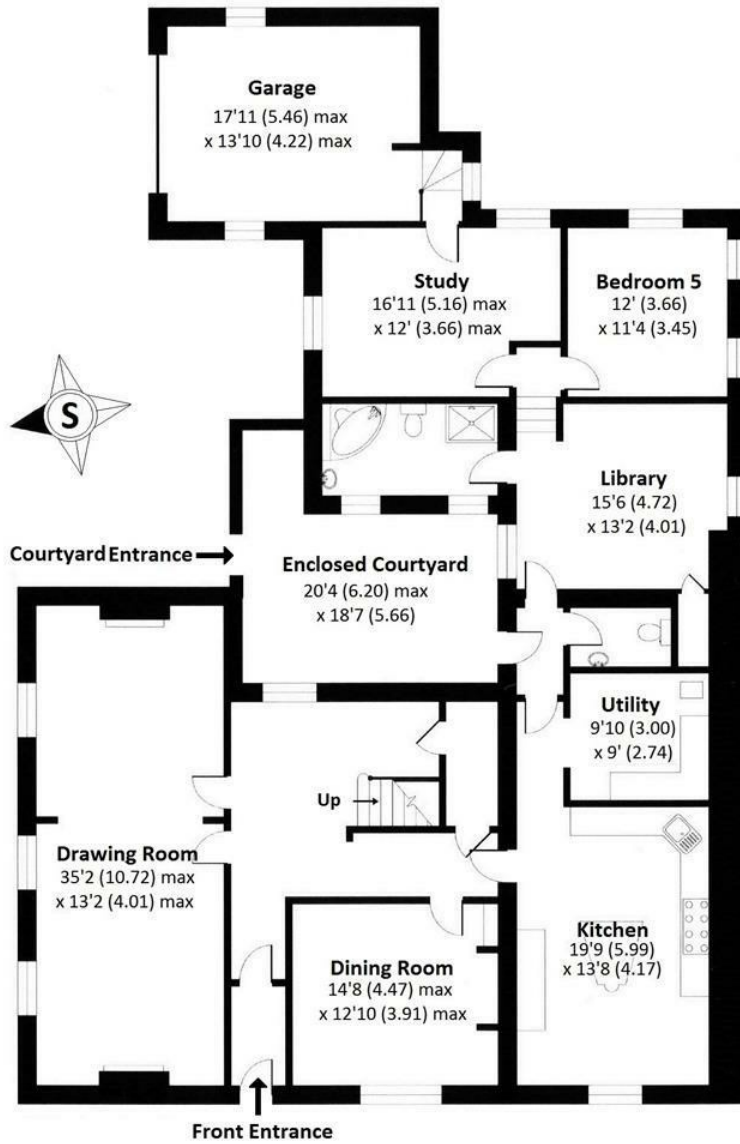 Garage
17'11 (5.46) max
x 13'10 (4.22) max
Study
16'11 (5.16) max
x 12' (3.66) max
Bedroom 5
12' (3.66)
x 11'4 (3.45)
S
Library
15'6 (4.72)
x 13'2 (4.01)
Courtyard Entrance
Enclosed Courtyard
20'4 (6.20) max
x 18'7 (5.66)
Utility
9'10 (3.00)
x 9' (2.74)
Up
Drawing Room
35'2 (10.72) max
x 13'2 (4.01) max
Kitchen
19'9 (5.99)
x 13'8 (4.17)
Dining Room
14'8 (4.47) max
x 12'10 (3.91) max
Front Entrance